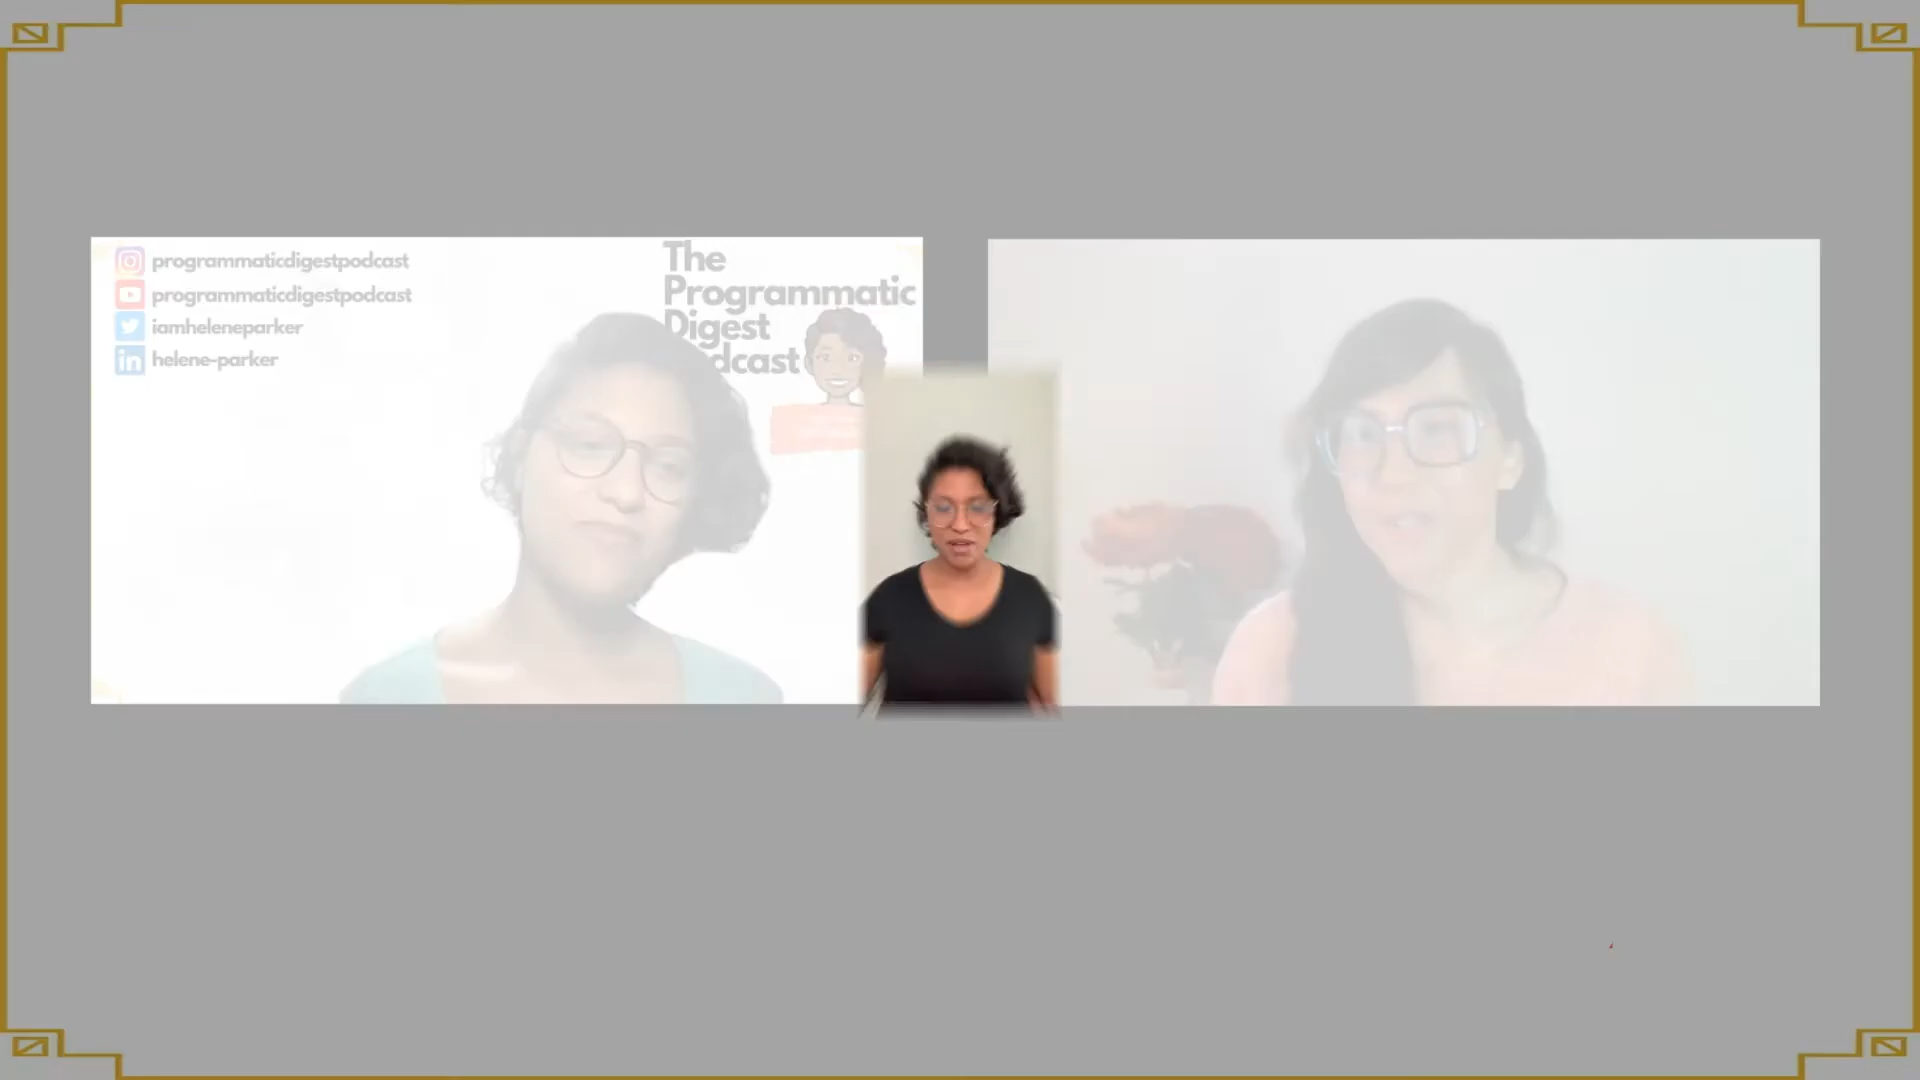 programmaticdigestpodcast
programmaticdigestpodcast
iamheleneparker
helene-parker
The
Programmatic
Digest
dcast